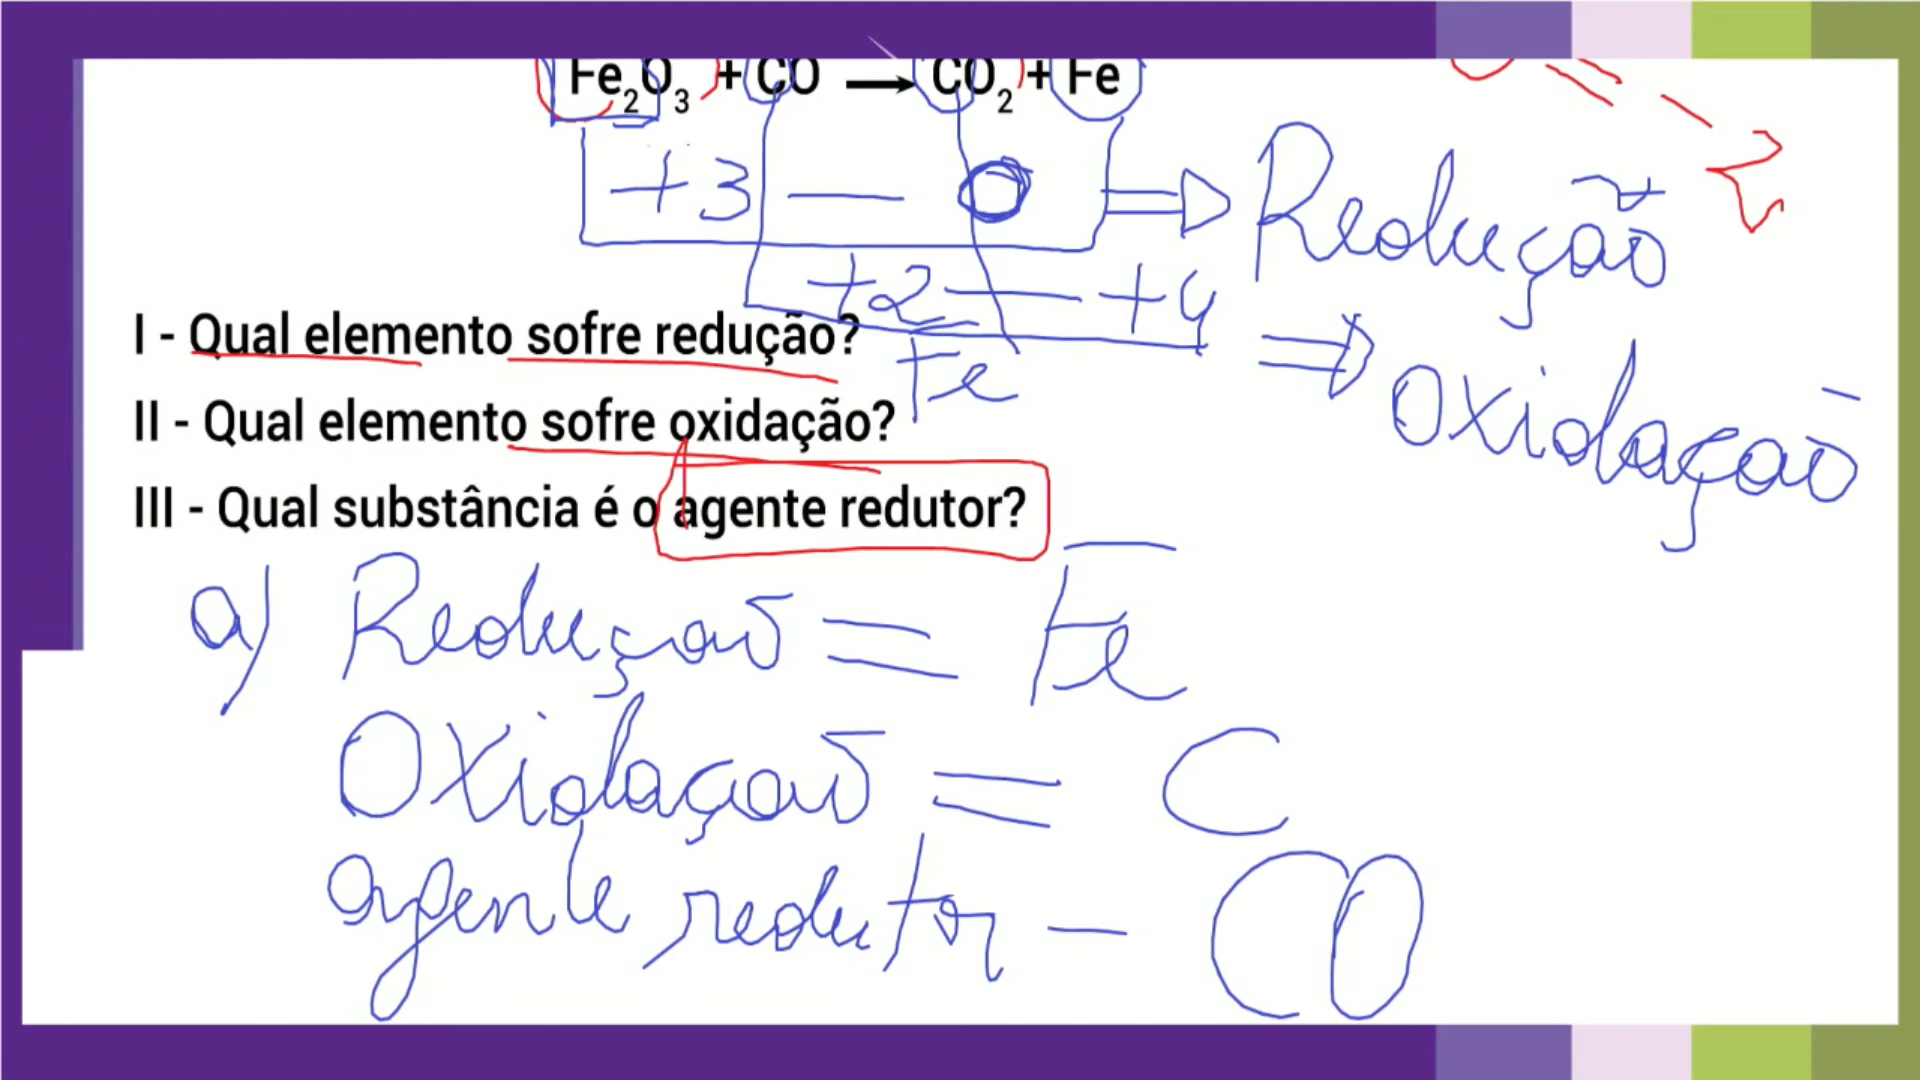 Fe2O3 + CO → CO2 + Fe
+3 — 0 ⇒ Redução
+2 — +4 ⇒ Oxidação
I - Qual elemento sofre redução? Fe
II - Qual elemento sofre oxidação?
III - Qual substância é o agente redutor?
a) Redução = Fe
Oxidação = C
agente redutor - CO